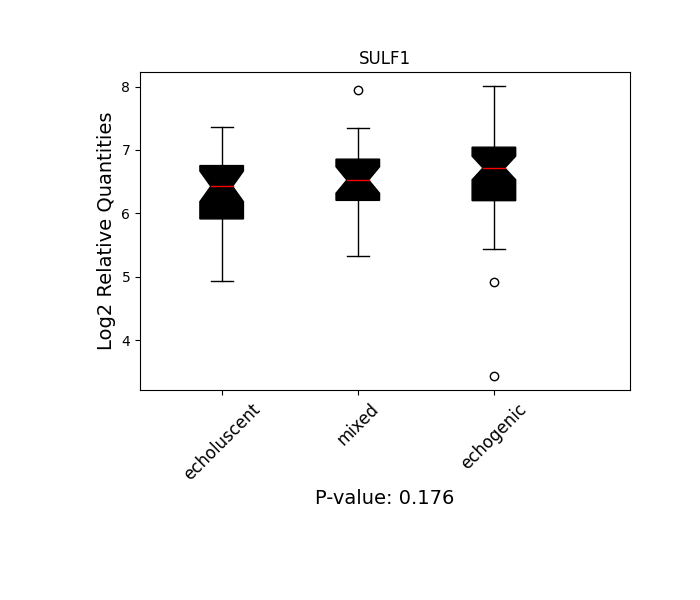 SULF1
Log2 Relative Quantities
8
7
6
5
4
echoluscent
mixed
echogenic
P-value: 0.176